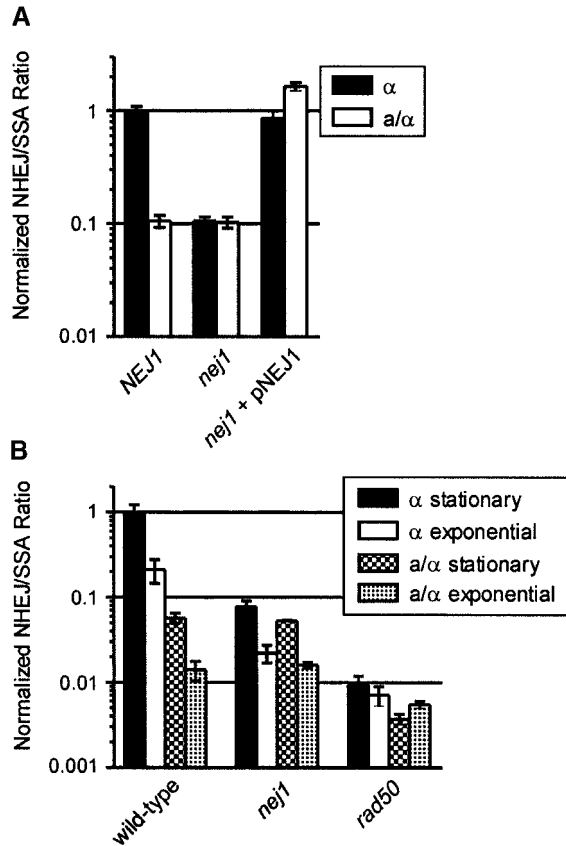 A
Normalized NHEJ/SSA Ratio
1
0.1
0.01
α
a/α
NEJ1
nej1
nej1 + pNEJ1
B
Normalized NHEJ/SSA Ratio
1
0.1
0.01
0.001
α stationary
α exponential
a/α stationary
a/α exponential
wild-type
nej1
rad50